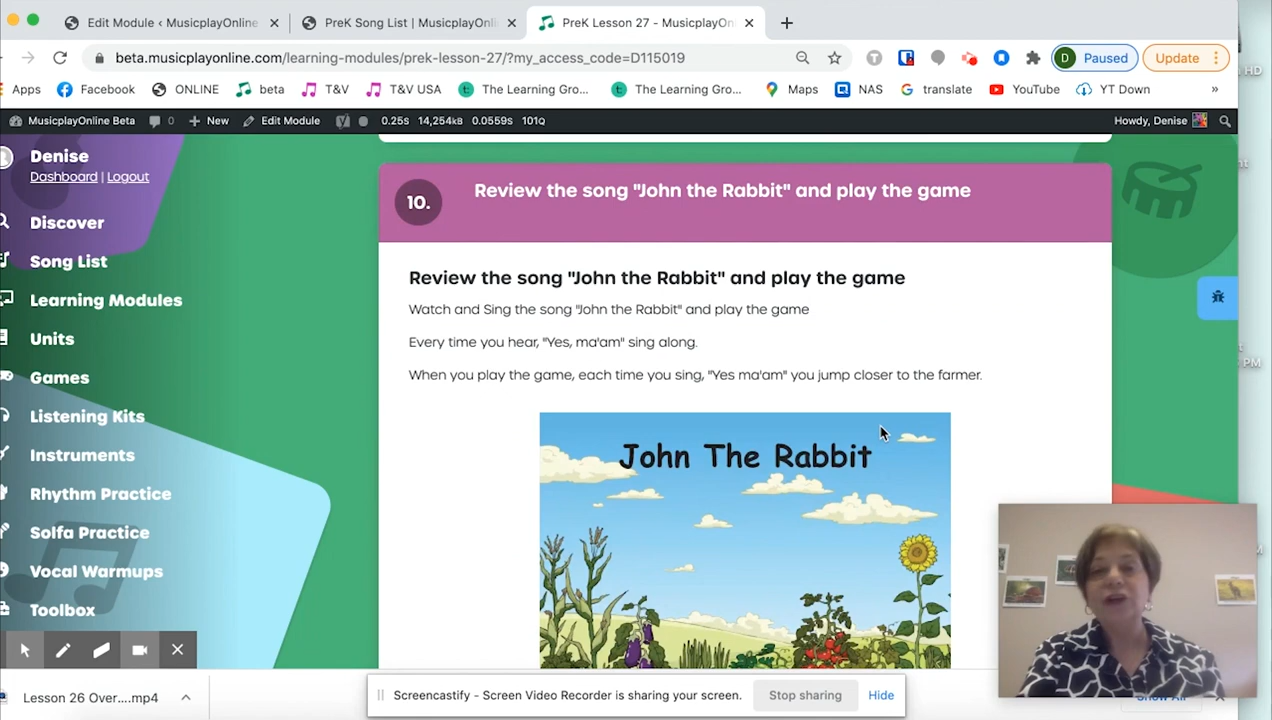 Edit Module ‹ MusicplayOnline
PreK Song List | MusicplayOnli
PreK Lesson 27 - MusicplayOn
beta.musicplayonline.com/learning-modules/prek-lesson-27/?my_access_code=D115019
T
D Paused
Update
Apps Facebook ONLINE beta T&V T&V USA The Learning Gro... The Learning Gro... Maps NAS translate YouTube YT Down »
MusicplayOnline Beta 0 New Edit Module 0.25s 14,254KB 0.0559s 101Q Howdy, Denise
Denise
Dashboard | Logout
Discover
Song List
Learning Modules
Units
Games
Listening Kits
Instruments
Rhythm Practice
Solfa Practice
Vocal Warmups
Toolbox
10. Review the song "John the Rabbit" and play the game
Review the song "John the Rabbit" and play the game
Watch and Sing the song "John the Rabbit" and play the game
Every time you hear, "Yes, ma'am" sing along.
When you play the game, each time you sing, "Yes ma'am" you jump closer to the farmer.
John The Rabbit
HD
PM
Lesson 26 Over....mp4
Screencastify - Screen Video Recorder is sharing your screen.
Stop sharing
Hide